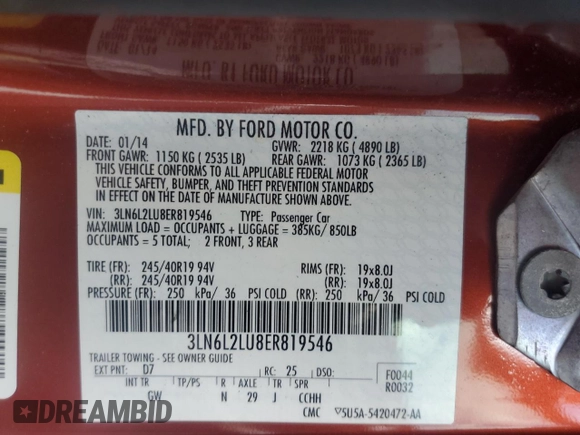 MFD. BY FORD MOTOR CO.
DATE: 01/14 GVWR: 2218 KG ( 4890 LB)
FRONT GAWR: 1150 KG ( 2535 LB) REAR GAWR: 1073 KG ( 2365 LB)
THIS VEHICLE CONFORMS TO ALL APPLICABLE FEDERAL MOTOR
VEHICLE SAFETY, BUMPER, AND THEFT PREVENTION STANDARDS
IN EFFECT ON THE DATE OF MANUFACTURE SHOWN ABOVE.
VIN: 3LN6L2LU8ER819546 TYPE: Passenger Car
MAXIMUM LOAD = OCCUPANTS + LUGGAGE = 385KG/ 850LB
OCCUPANTS = 5 TOTAL; 2 FRONT, 3 REAR
TIRE (FR): 245/40R19 94V RIMS (FR): 19x8.0J
(RR): 245/40R19 94V (RR): 19x8.0J
PRESSURE (FR): 250 kPa/ 36 PSI COLD (RR): 250 kPa/ 36 PSI COLD
3LN6L2LU8ER819546
TRAILER TOWING - SEE OWNER GUIDE
EXT PNT: D7 RC: 25 DSO: F0044
INT TR TP/PS R AXLE TR SPR R0032
GW N 29 J CCHH
CMC ▽5U5A-5420472-AA
DREAMBID